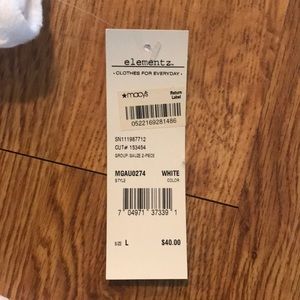 elementz
• CLOTHES FOR EVERYDAY •
★macy's Return Label
0522169281486
SN111987712
CUT# 153454
GROUP: GAUZE 2-PIECE
MGAU0274 WHITE
STYLE COLOR
7 04971 37339 1
SIZE L $40.00